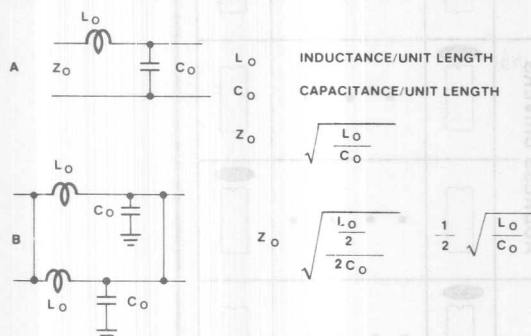 L O
A
Z O
C O
L O INDUCTANCE/UNIT LENGTH
C O CAPACITANCE/UNIT LENGTH
Z O √ L O / C O
L O
C O
B
L O
C O
Z O √ L O / 2 / 2 C O 1 / 2 √ L O / C O